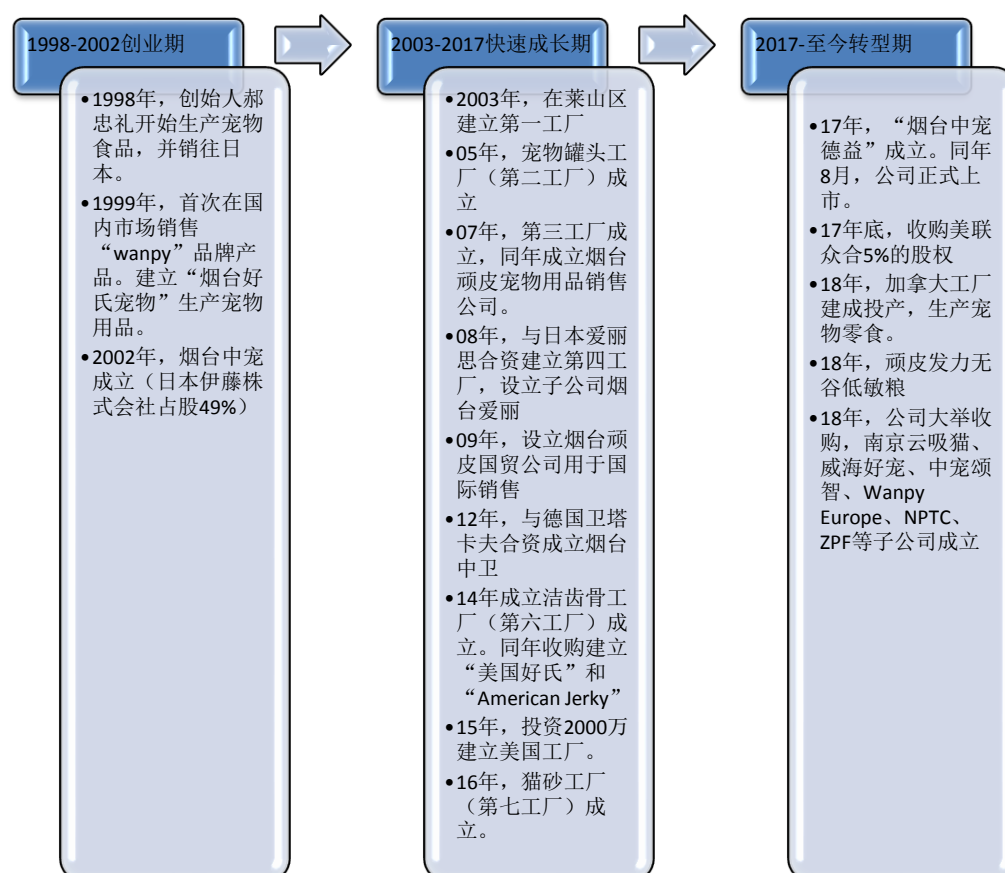 1998-2002创业期
•1998年，创始人郝
忠礼开始生产宠物
食品，并销往日
本。
•1999年，首次在国
内市场销售
“wanpy”品牌产
品。建立“烟台好
氏宠物”生产宠物
用品。
•2002年，烟台中宠
成立（日本伊藤株
式会社占股49%）
2003-2017快速成长期
•2003年，在莱山区
建立第一工厂
•05年，宠物罐头工
厂（第二工厂）成
立
•07年，第三工厂成
立，同年成立烟台
顽皮宠物用品销售
公司。
•08年，与日本爱丽
思合资建立第四工
厂，设立子公司烟
台爱丽
•09年，设立烟台顽
皮国贸公司用于国
际销售
•12年，与德国卫塔
卡夫合资成立烟台
中卫
•14年成立洁齿骨工
厂（第六工厂）成
立。同年收购建立
“美国好氏”和
“American Jerky”
•15年，投资2000万
建立美国工厂。
•16年，猫砂工厂
（第七工厂）成
立。
2017-至今转型期
•17年，“烟台中宠
德益”成立。同年
8月，公司正式上
市。
•17年底，收购美联
众合5%的股权
•18年，加拿大工厂
建成投产，生产宠
物零食。
•18年，顽皮发力无
谷低敏粮
•18年，公司大举收
购，南京云吸猫、
威海好宠、中宠颂
智、Wanpy
Europe、NPTC、
ZPF等子公司成立